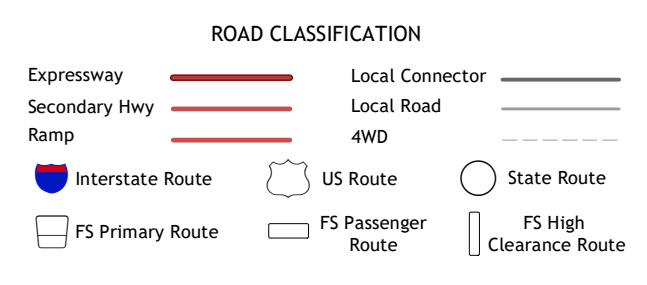 ROAD CLASSIFICATION
Expressway
Local Connector
Secondary Hwy
Local Road
Ramp
4WD
Interstate Route
US Route
State Route
FS Primary Route
FS Passenger
Route
FS High
Clearance Route